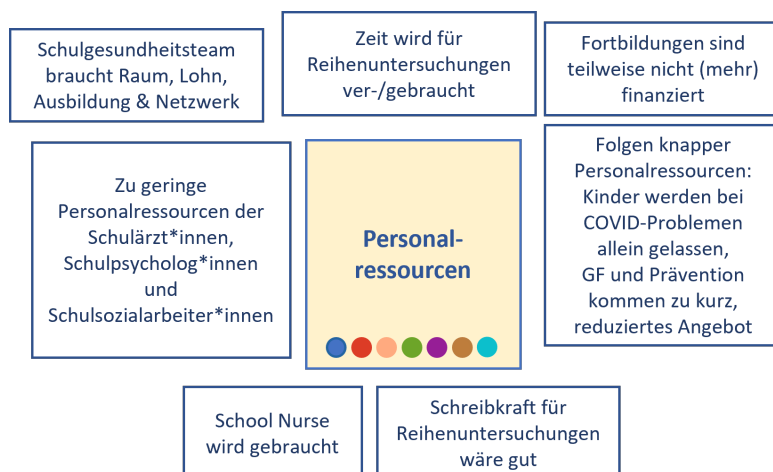 Schulgesundheitsteam
braucht Raum, Lohn,
Ausbildung & Netzwerk
Zeit wird für
Reihenuntersuchungen
ver-/gebraucht
Fortbildungen sind
teilweise nicht (mehr)
finanziert
Zu geringe
Personalressourcen der
Schulärzt*innen,
Schulpsycholog*innen
und
Schulsozialarbeiter*innen
Personal-
ressourcen
Folgen knapper
Personalressourcen:
Kinder werden bei
COVID-Problemen
allein gelassen,
GF und Prävention
kommen zu kurz,
reduziertes Angebot
School Nurse
wird gebraucht
Schreibkraft für
Reihenuntersuchungen
wäre gut